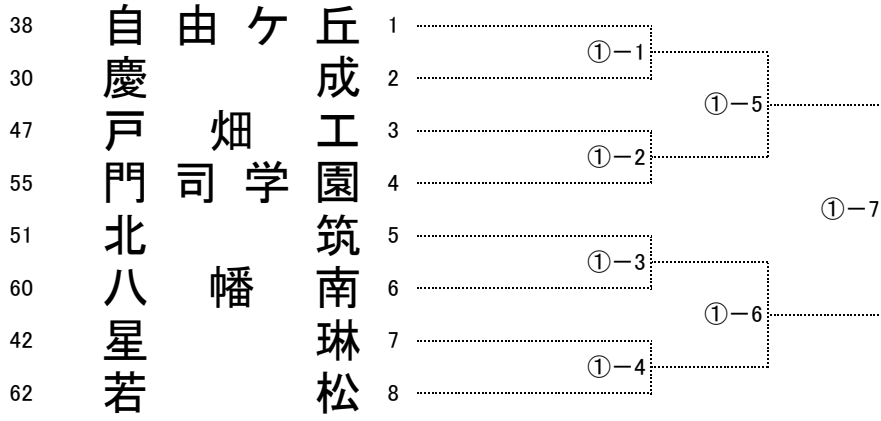 38 自由ケ丘 1
①－1
30 慶成 2
①－5
47 戸畑工 3
①－2
55 門司学園 4
①－7
51 北筑 5
①－3
60 八幡南 6
①－6
42 星琳 7
①－4
62 若松 8